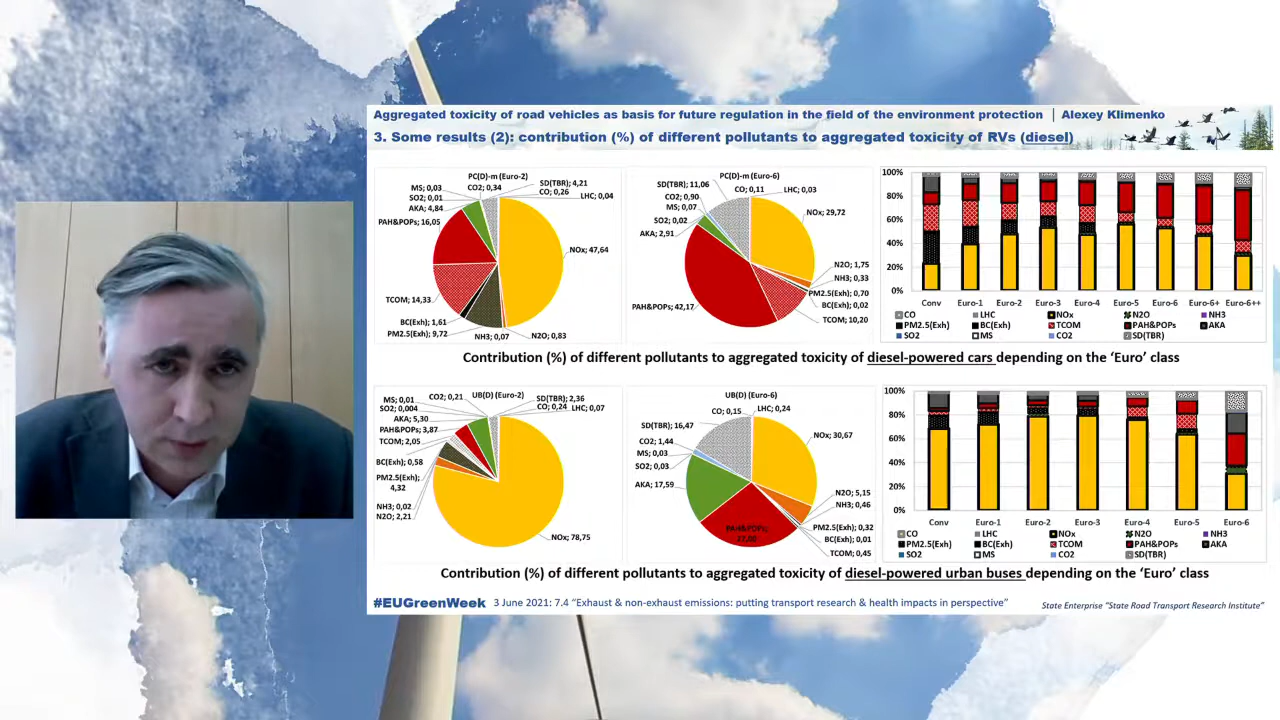 Aggregated toxicity of road vehicles as basis for future regulation in the field of the environment protection | Alexey Klimenko
3. Some results (2): contribution (%) of different pollutants to aggregated toxicity of RVs (diesel)
PC(D)-m (Euro-2)
MS; 0,03
CO2; 0,34
SD(TBR); 4,21
CO; 0,26
LHC; 0,04
SO2; 0,01
AKA; 4,84
PAH&POPs; 16,05
NOx; 47,64
TCOM; 14,33
BC(Exh); 1,61
PM2.5(Exh); 9,72
NH3; 0,07
N2O; 0,83
PC(D)-m (Euro-6)
SD(TBR); 11,06
CO; 0,11
LHC; 0,03
CO2; 0,90
MS; 0,07
SO2; 0,02
AKA; 2,91
NOx; 29,72
N2O; 1,75
NH3; 0,33
PM2.5(Exh); 0,70
BC(Exh); 0,02
TCOM; 10,20
PAH&POPs; 42,17
100%
80%
60%
40%
20%
Conv Euro-1 Euro-2 Euro-3 Euro-4 Euro-5 Euro-6 Euro-6+ Euro-6++
CO LHC NOx N2O NH3
PM2.5(Exh) BC(Exh) TCOM PAH&POPs AKA
SO2 MS CO2 SD(TBR)
Contribution (%) of different pollutants to aggregated toxicity of diesel-powered cars depending on the ‘Euro’ class
UB(D) (Euro-2)
MS; 0,01
CO2; 0,21
SD(TBR); 2,36
CO; 0,24
LHC; 0,07
SO2; 0,004
AKA; 5,30
PAH&POPs; 3,87
TCOM; 2,05
BC(Exh); 0,58
PM2.5(Exh);
4,32
NH3; 0,02
N2O; 2,21
NOx; 78,75
UB(D) (Euro-6)
CO; 0,15
LHC; 0,24
SD(TBR); 16,47
CO2; 1,44
MS; 0,03
SO2; 0,03
AKA; 17,59
NOx; 30,67
N2O; 5,15
NH3; 0,46
PM2.5(Exh); 0,32
BC(Exh); 0,01
TCOM; 0,45
PAH&POPs;
100%
80%
60%
40%
20%
0%
Conv Euro-1 Euro-2 Euro-3 Euro-4 Euro-5 Euro-6
CO LHC NOx N2O NH3
PM2.5(Exh) BC(Exh) TCOM PAH&POPs AKA
SO2 MS CO2 SD(TBR)
Contribution (%) of different pollutants to aggregated toxicity of diesel-powered urban buses depending on the ‘Euro’ class
#EUGreenWeek 3 June 2021: 7.4 “Exhaust & non-exhaust emissions: putting transport research & health impacts in perspective”
State Enterprise “State Road Transport Research Institute”